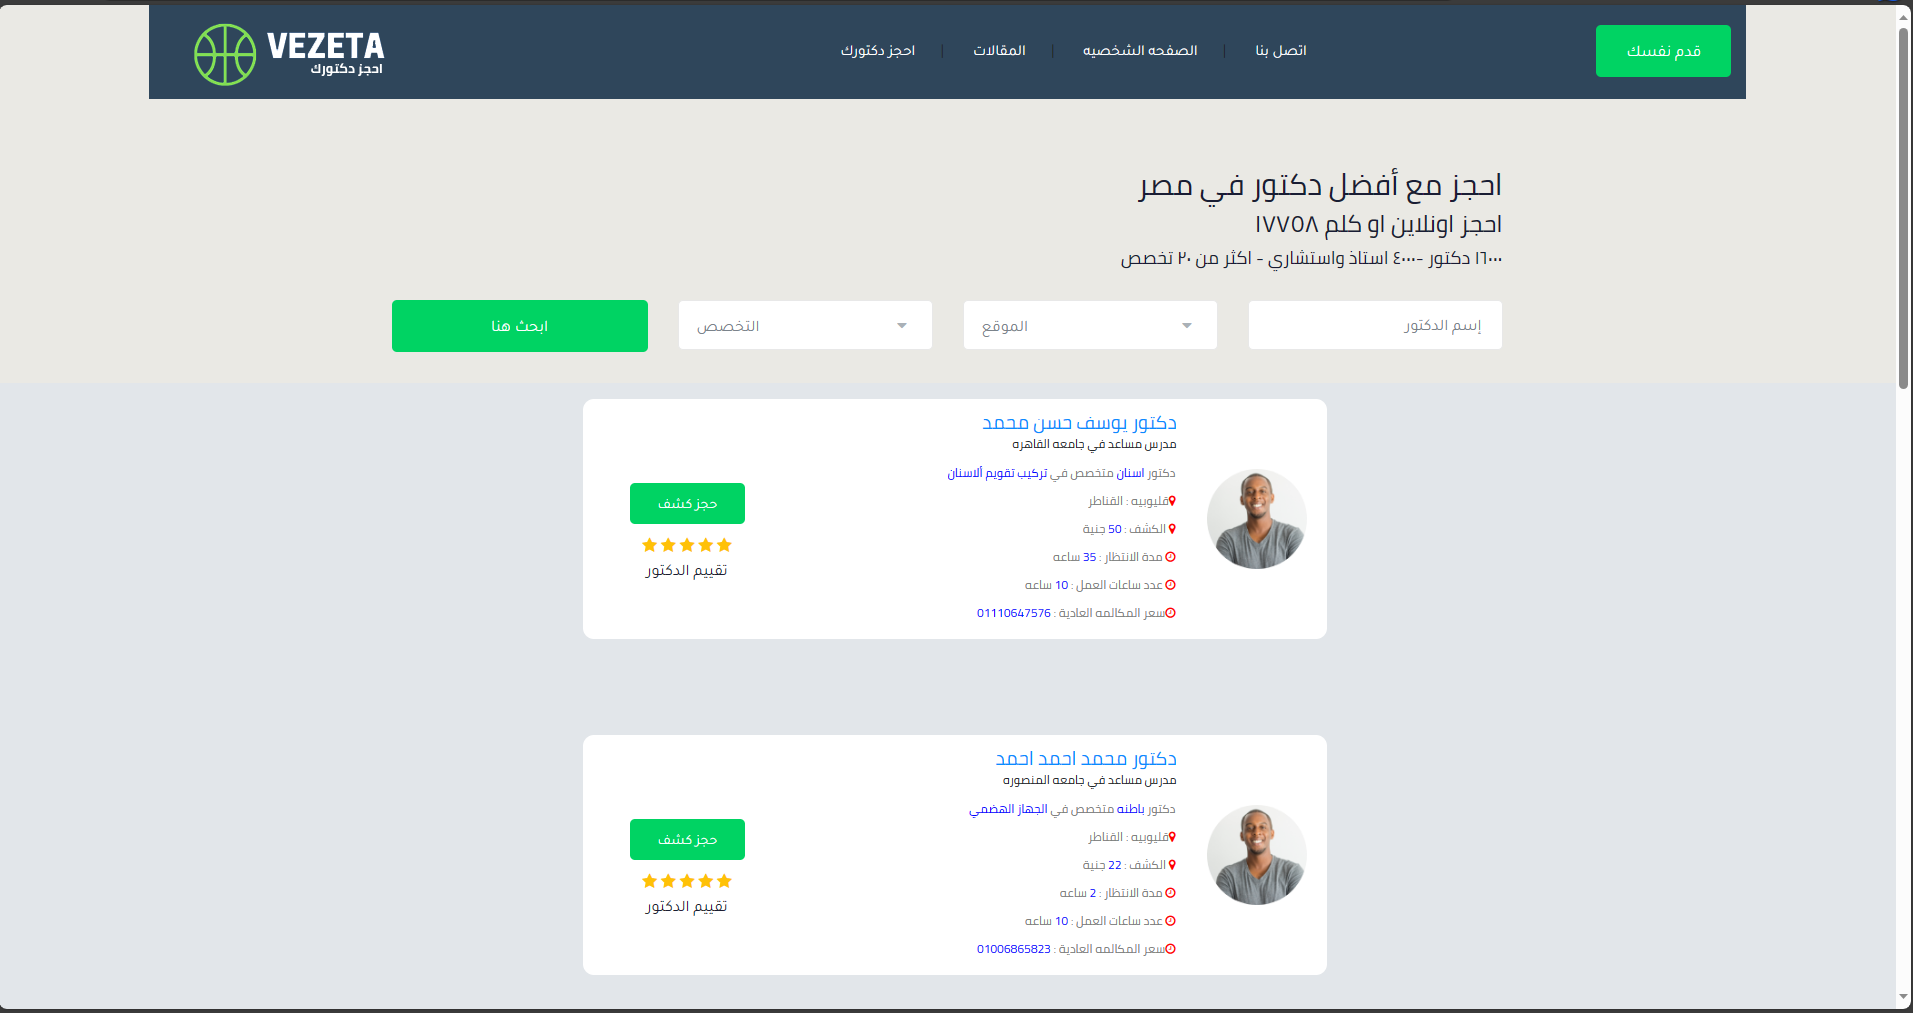 قدم نفسك
اتصل بنا | الصفحه الشخصيه | المقالات | احجز دكتورك
VEZETA
احجز دكتورك
احجز مع أفضل دكتور في مصر
احجز اونلاين او كلم ١٧٧٥٨
١٦٠٠٠ دكتور -٤٠٠٠ استاذ واستشاري - اكثر من ٢٠ تخصص
إسم الدكتور
الموقع
التخصص
ابحث هنا
دكتور يوسف حسن محمد
مدرس مساعد في جامعه القاهره
دكتور اسنان متخصص في تركيب تقويم ألاسنان
قليوبيه : القناطر
الكشف : 50 جنية
مدة الانتظار : 35 ساعه
عدد ساعات العمل : 10 ساعه
سعر المكالمه العادية : 01110647576
حجز كشف
تقييم الدكتور
دكتور محمد احمد احمد
مدرس مساعد في جامعه المنصوره
دكتور باطنه متخصص في الجهاز الهضمي
قليوبيه : القناطر
الكشف : 22 جنية
مدة الانتظار : 2 ساعه
عدد ساعات العمل : 10 ساعه
سعر المكالمه العادية : 01006865823
حجز كشف
تقييم الدكتور